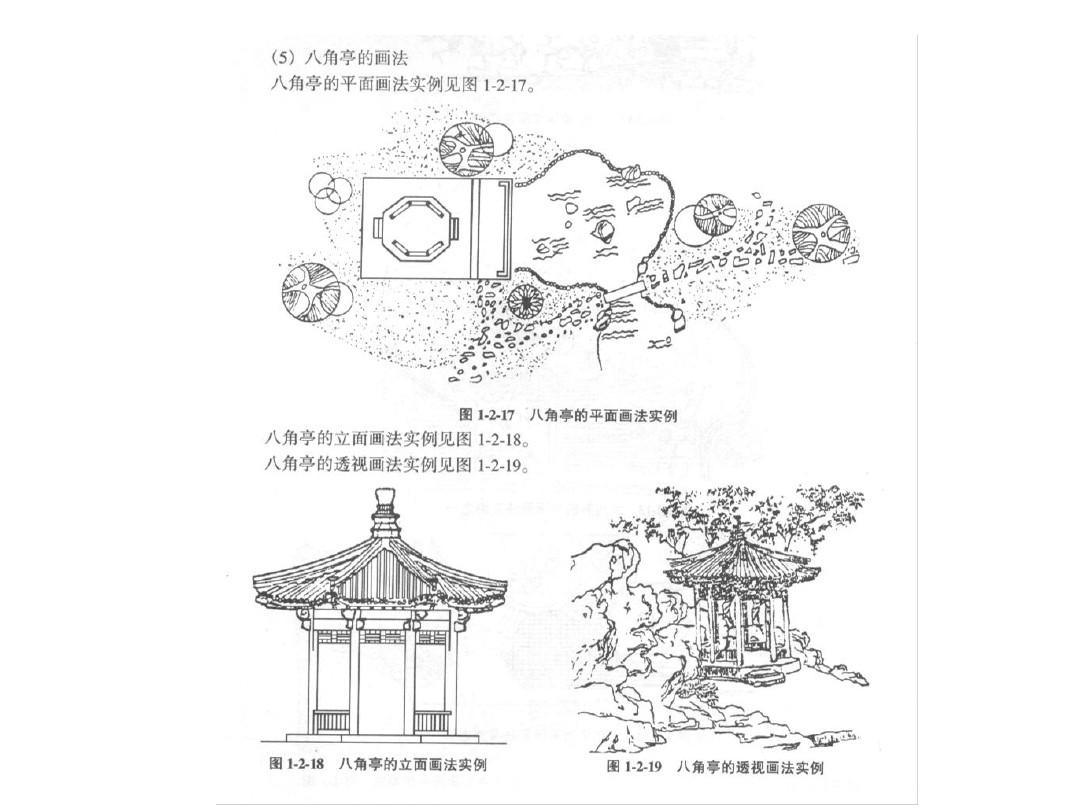 （5）八角亭的画法
八角亭的平面画法实例见图 1-2-17。
图 1-2-17 八角亭的平面画法实例
八角亭的立面画法实例见图 1-2-18。
八角亭的透视画法实例见图 1-2-19。
图 1-2-18 八角亭的立面画法实例
图 1-2-19 八角亭的透视画法实例